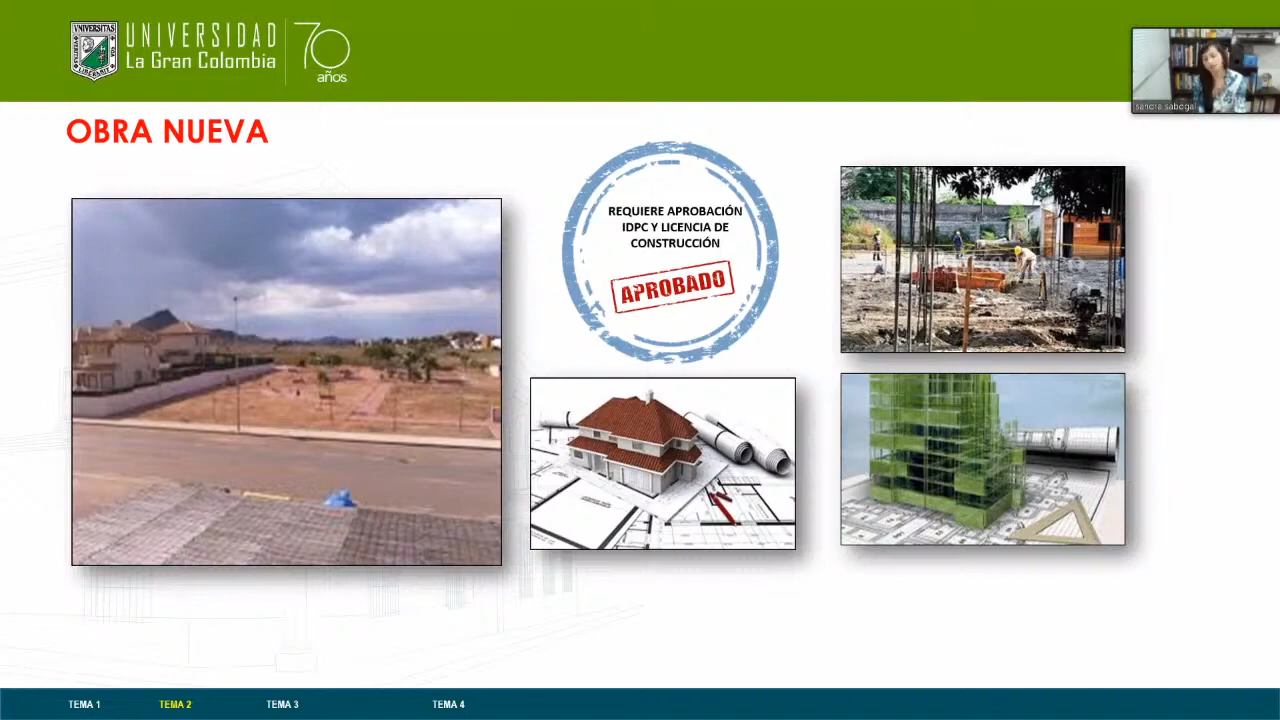 VNIVERSITAS
UNIVERSIDAD
La Gran Colombia
70
años
sandra sabogal
OBRA NUEVA
REQUIERE APROBACIÓN
IDPC Y LICENCIA DE
CONSTRUCCIÓN
APROBADO
TEMA 1
TEMA 2
TEMA 3
TEMA 4